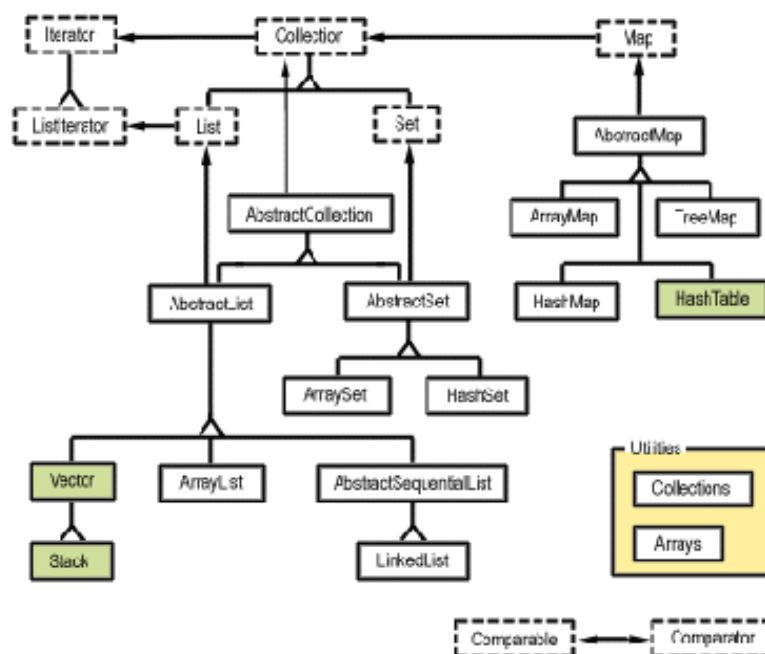 Iterator
Collection
Map
ListIterator
List
Set
AbstractMap
AbstractCollection
ArrayMap
TreeMap
AbstractList
AbstractSet
HashMap
HashTable
ArraySet
HashSet
Utilities
Vector
ArrayList
AbstractSequentialList
Collections
Stack
LinkedList
Arrays
Comparable
Comparator